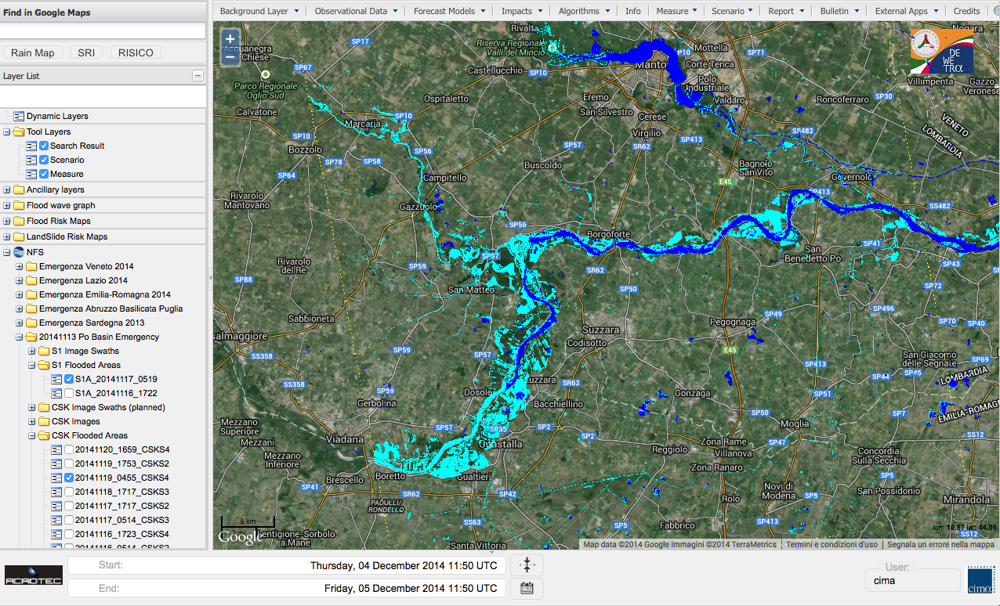 Find in Google Maps
Rain Map SRI RISICO
Layer List
Dynamic Layers
Tool Layers
Search Result
Scenario
Measure
Ancillary layers
Flood wave graph
Flood Risk Maps
LandSlide Risk Maps
NFS
Emergenza Veneto 2014
Emergenza Lazio 2014
Emergenza Emilia-Romagna 2014
Emergenza Abruzzo Basilicata Puglia
Emergenza Sardegna 2013
20141113 Po Basin Emergency
S1 Image Swaths
S1 Flooded Areas
S1A_20141117_0519
S1A_20141116_1722
CSK Image Swaths (planned)
CSK Images
CSK Flooded Areas
20141120_1659_CSKS4
20141119_1753_CSKS2
20141119_0455_CSKS4
20141118_1717_CSKS3
20141117_1717_CSKS2
20141117_0514_CSKS3
20141116_1723_CSKS4
Background Layer Observational Data Forecast Models Impacts Algorithms Info Measure Scenario Report Bulletin External Apps Credits
Rivalta
Nogara
SP17
Riserva Regionale
Valli del Mincio
Acquanegra
Chiese
SP10
Mottella
SP71
SP67
Castellucchio
SP10
Manto
Corte Tenca
DE
WE
TRA
Parco Regionale
Oglio Sud
Polo
Industriale
Villimpenta
Gazzo
Veronese
Calvatone
Ospitaletto
Eremo
San Silvestro
Valdaro
Roncoferraro
SP30
Marcaria
SP10
Cerese
SS482
VENETO
LOMBARDIA
SP10
Bozzolo
SP56
SP57
Virgilio
SR62
SP413
SP78
SP58
Buscoldo
Bagnolo
San Vito
SP64
Campitello
E45
Governolo
SP413
Rivarolo
Mantovano
Gazzuolo
SS482
SP56
Borgoforte
SP57
San
Benedetto Po
SP41
Rivarolo
del Re
SP59
SR62
SP43
SP88
San Matteo
SP50
SP72
Sabbioneta
SP49
SP496
Pegognaga
SP70
SP40
salmaggiore
Suzzara
Codisotto
SS358
SP59
SP57
E45
SP413
San Giacomo
delle Segnate
SP69
SS358
SP59
Luzzara
SR62
SP44
SP45
LOMBARDIA
Dosolo
Gonzaga
SP51
EMILIA-ROMAG
Gerbolina
Bacchiellino
SP50
SP7
Mezzano
Superiore
Mezzani
SP57
SP35
SP2
Moglia
SS12
Viadana
Guastalla
SP2
Zona Rame
Villanova
SP47
Mezzano
Inferiore
Reggiolo
Concordia
Sulla Secchia
Brescello
Boretto
Gualtieri
Zona Ranaro
SP5
SP41
SR62
SP42
Novi di
Modena
SP8
San Possidonio
PADULLI/
RONDELLO
Rolo
Mirandola
5 km
SS63
SP5
Fabbrico
SP413
SS12
Google
entigione-Sorbolo
a Mane
Santa Vittoria
lon: 10,87 lat: 44,96
Map data ©2014 Google Immagini ©2014 TerraMetrics Termini e condizioni d'uso Segnala un errore nella mappa
ACROTEC
Start: Thursday, 04 December 2014 11:50 UTC
End: Friday, 05 December 2014 11:50 UTC
User:
cima
RESEARCH
cima